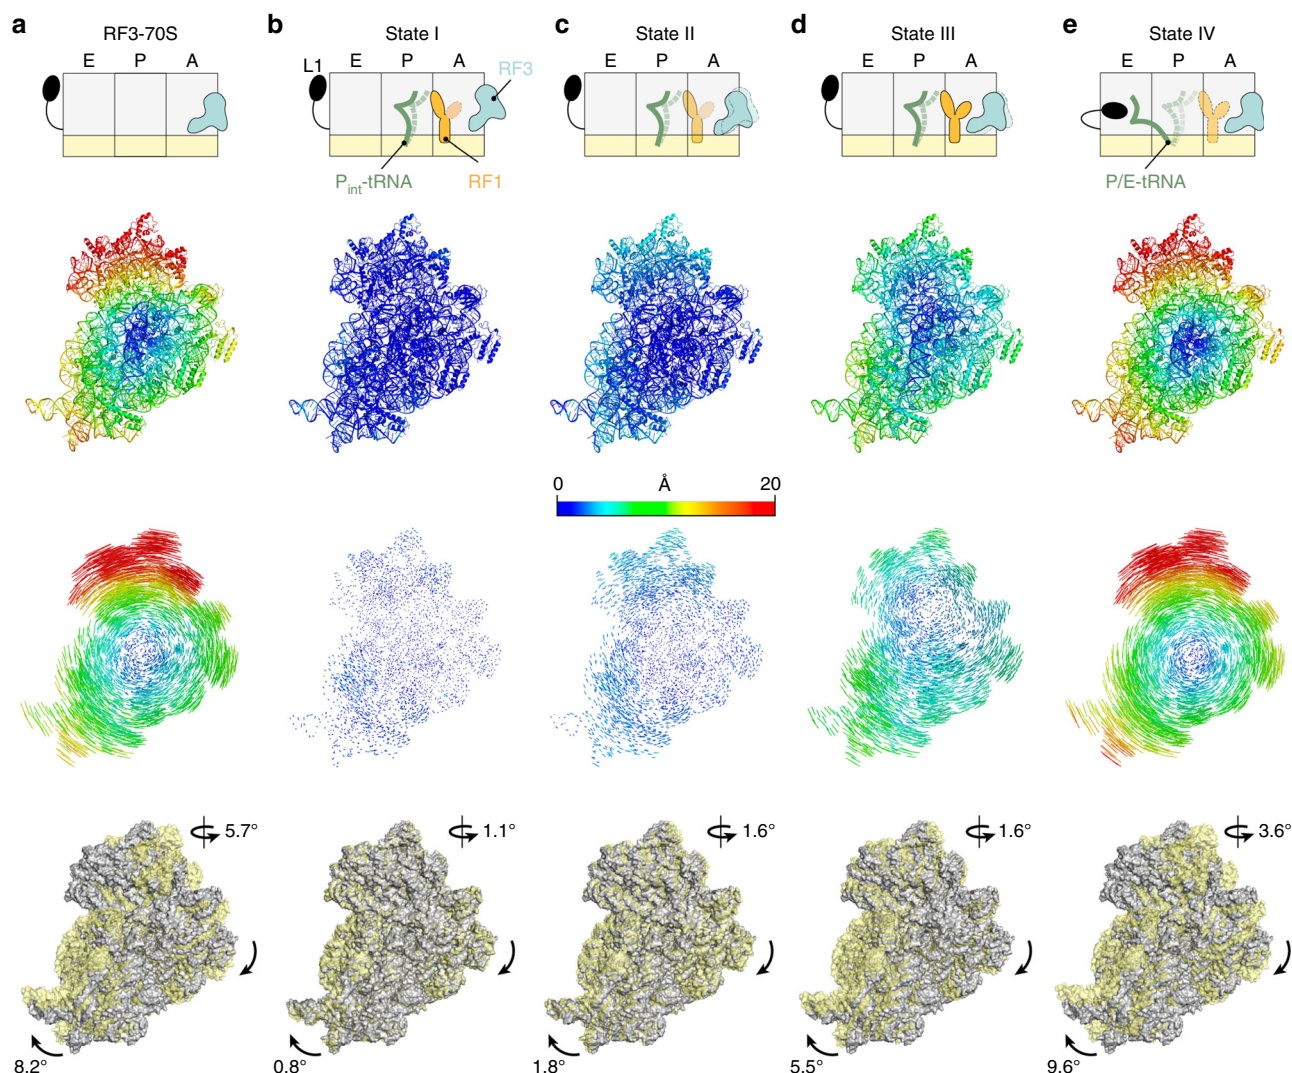 a
RF3-70S
E P A
b
State I
L1 E P A
RF3
P_int-tRNA
RF1
c
State II
E P A
d
State III
E P A
e
State IV
E P A
P/E-tRNA
0 Å 20
5.7°
1.1°
1.6°
1.6°
3.6°
8.2°
0.8°
1.8°
5.5°
9.6°